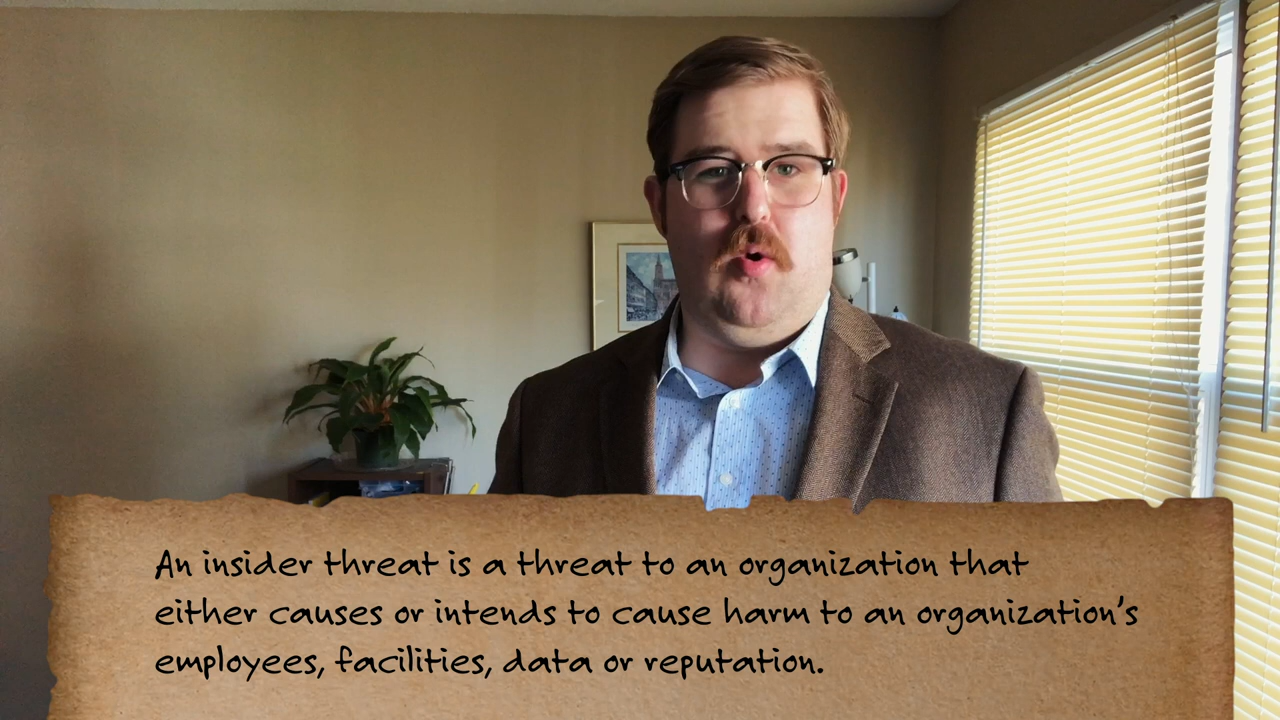 An insider threat is a threat to an organization that
either causes or intends to cause harm to an organization's
employees, facilities, data or reputation.